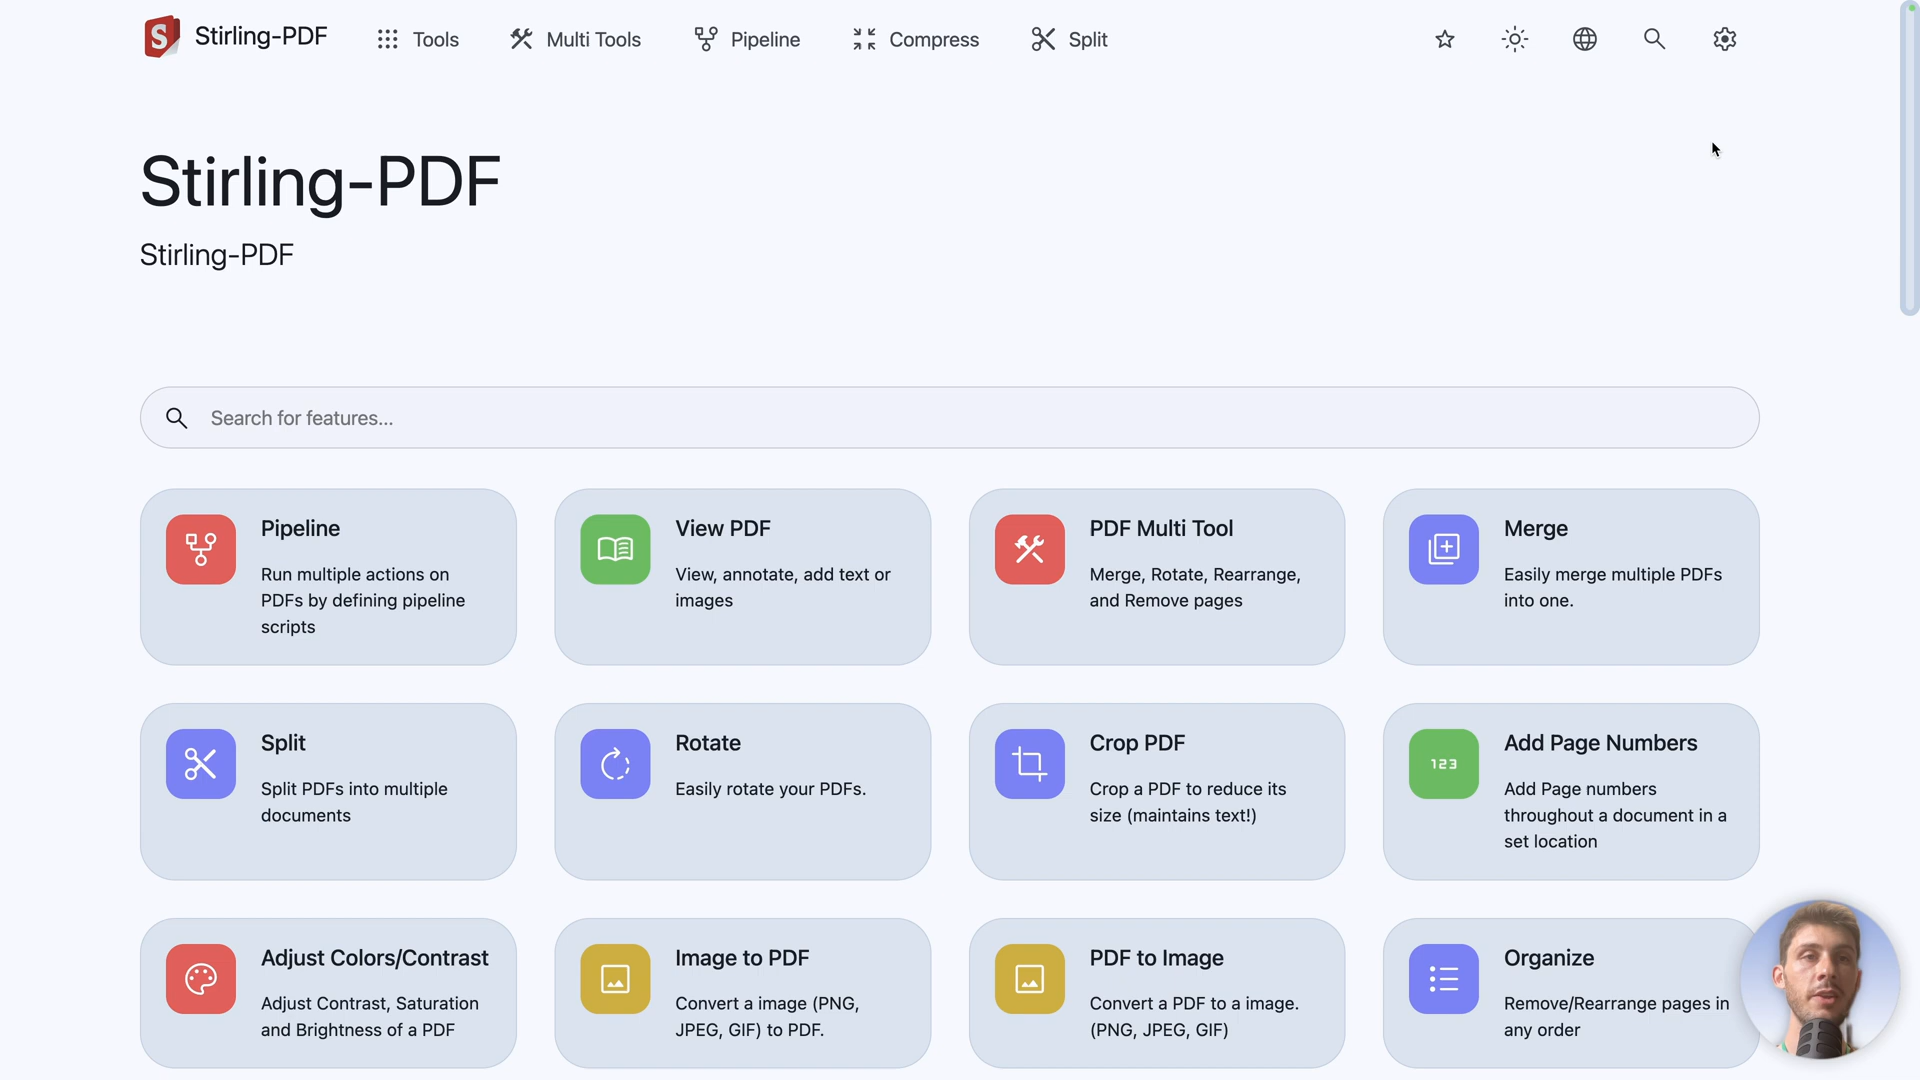 S Stirling-PDF Tools Multi Tools Pipeline Compress Split
Stirling-PDF
Stirling-PDF
Search for features...
Pipeline
Run multiple actions on
PDFs by defining pipeline
scripts
View PDF
View, annotate, add text or
images
PDF Multi Tool
Merge, Rotate, Rearrange,
and Remove pages
Merge
Easily merge multiple PDFs
into one.
Split
Split PDFs into multiple
documents
Rotate
Easily rotate your PDFs.
Crop PDF
Crop a PDF to reduce its
size (maintains text!)
123
Add Page Numbers
Add Page numbers
throughout a document in a
set location
Adjust Colors/Contrast
Adjust Contrast, Saturation
and Brightness of a PDF
Image to PDF
Convert a image (PNG,
JPEG, GIF) to PDF.
PDF to Image
Convert a PDF to a image.
(PNG, JPEG, GIF)
Organize
Remove/Rearrange pages in
any order